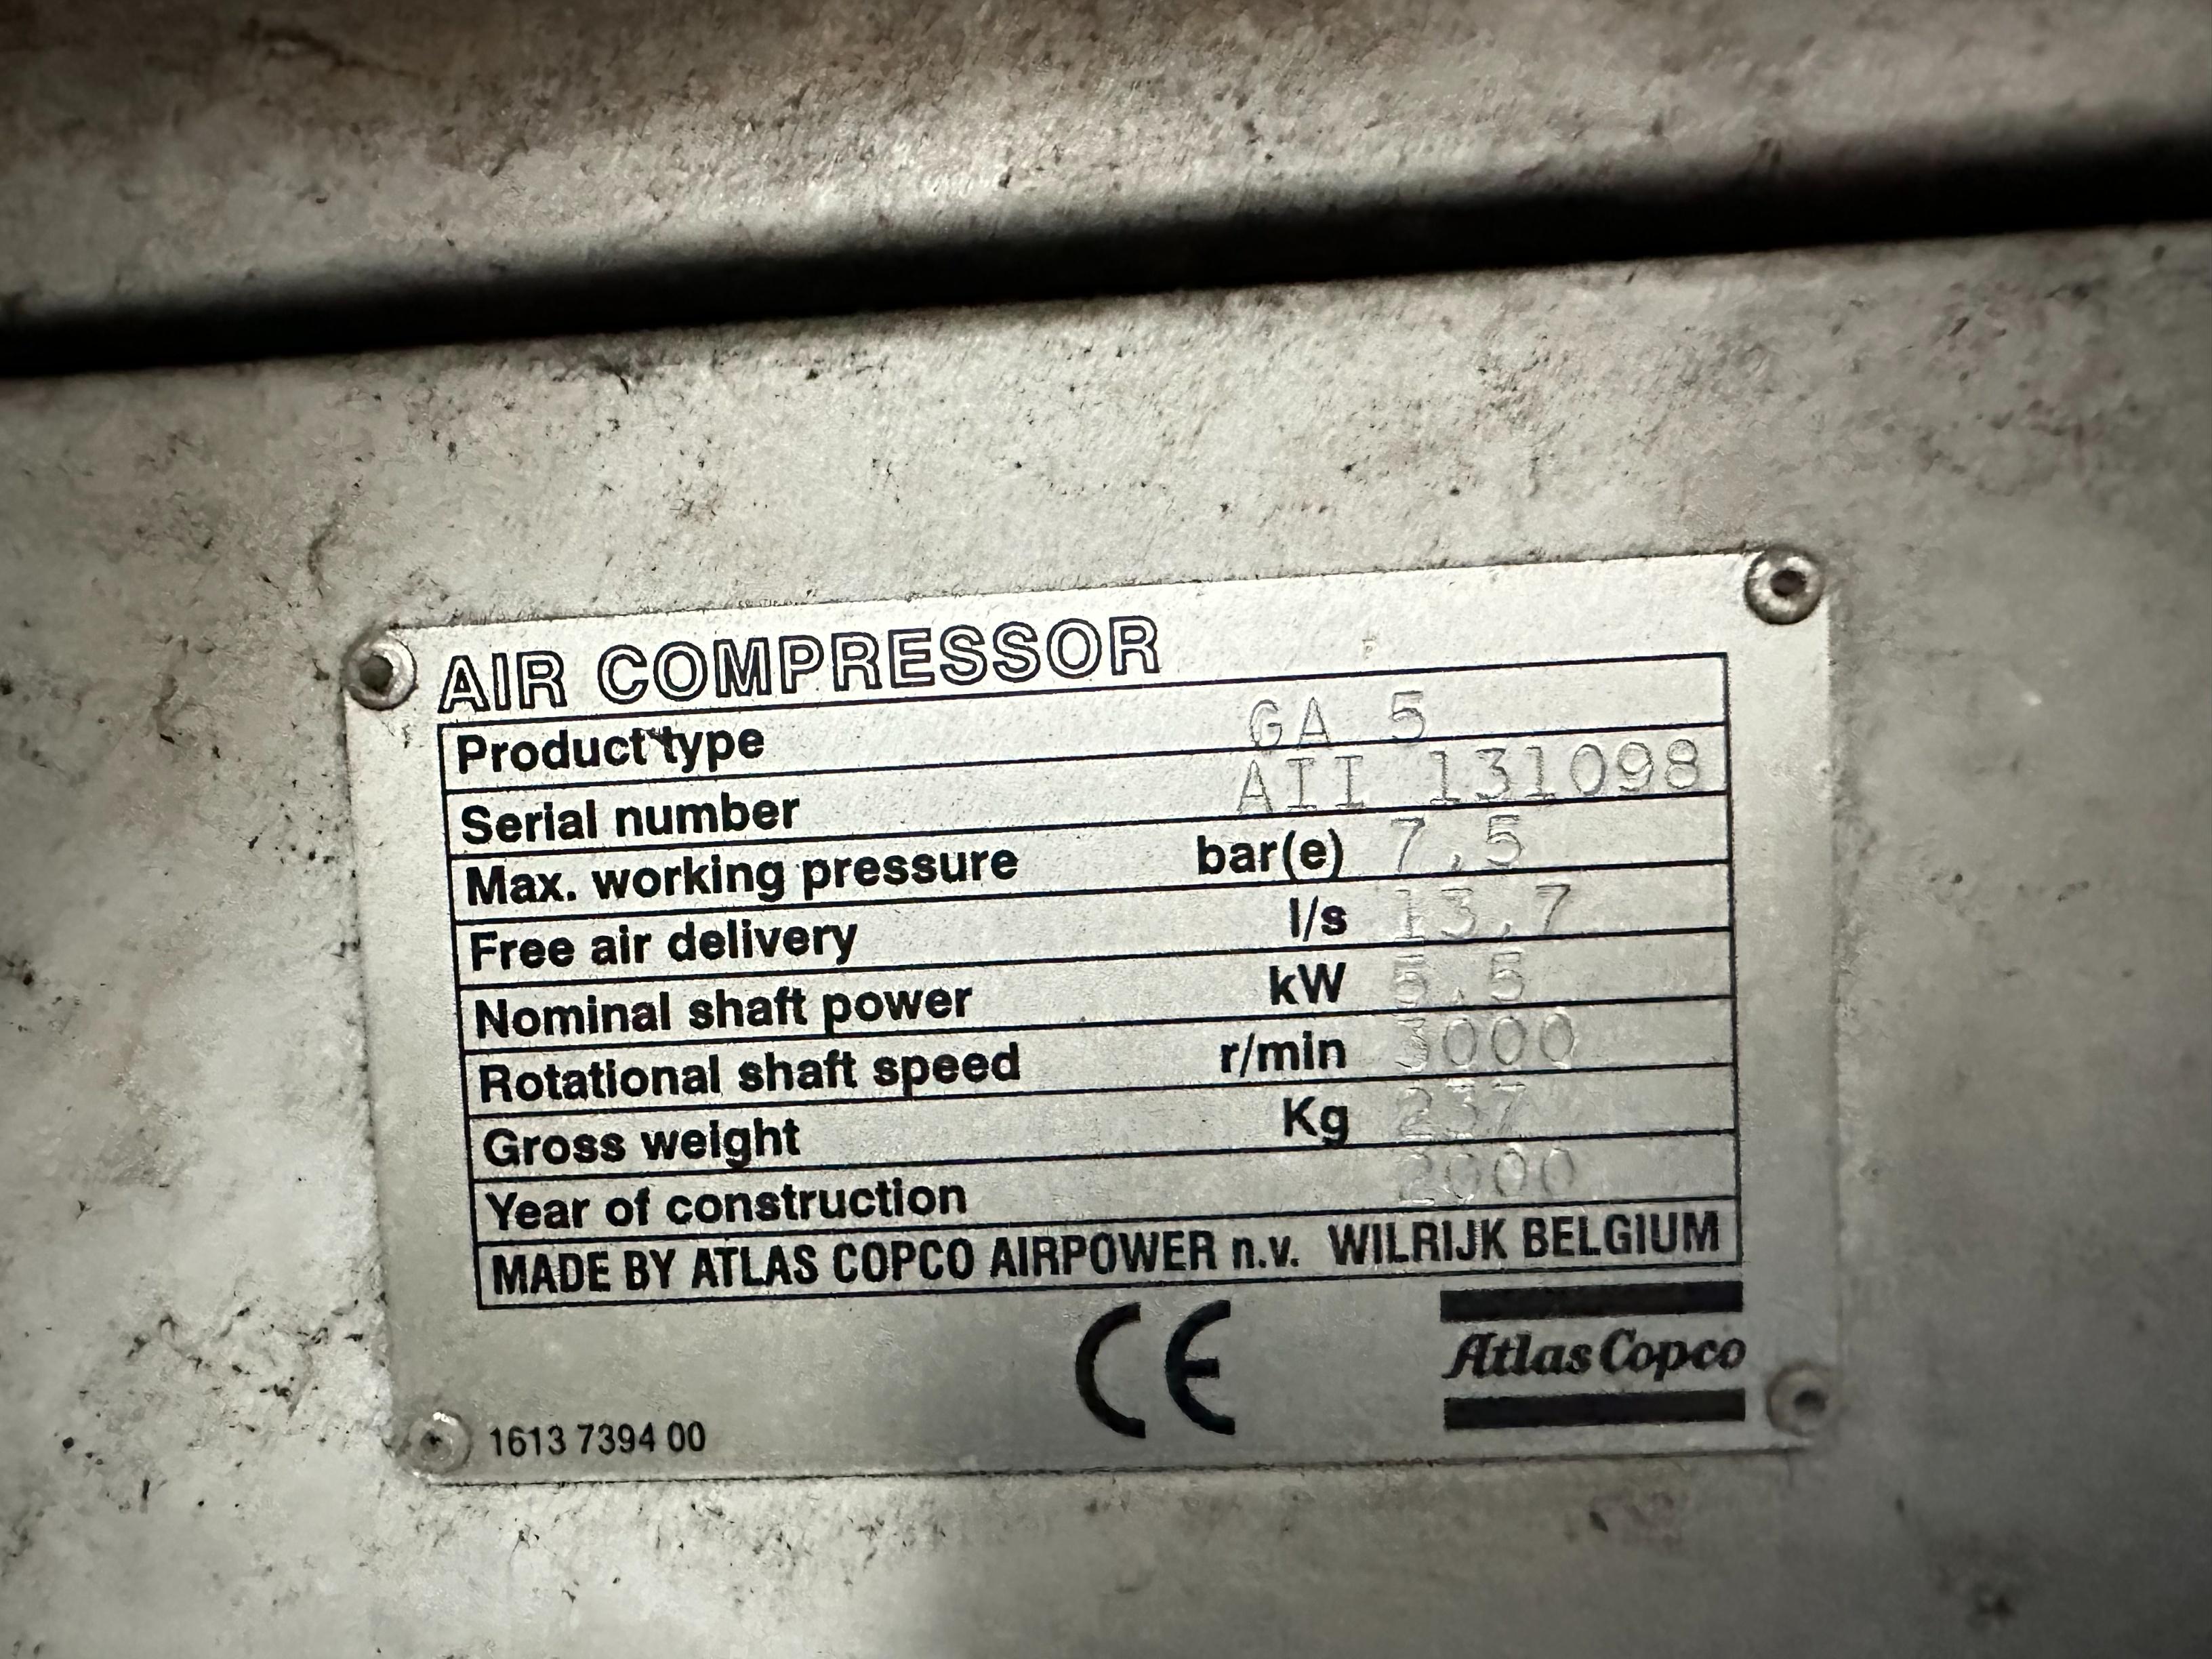 AIR COMPRESSOR
Product type GA 5
Serial number AII 131098
Max. working pressure bar(e) 7.5
Free air delivery l/s 13.7
Nominal shaft power kW 5.5
Rotational shaft speed r/min 3000
Gross weight Kg 237
Year of construction 2000
MADE BY ATLAS COPCO AIRPOWER n.v. WILRIJK BELGIUM
CE
Atlas Copco
1613 7394 00